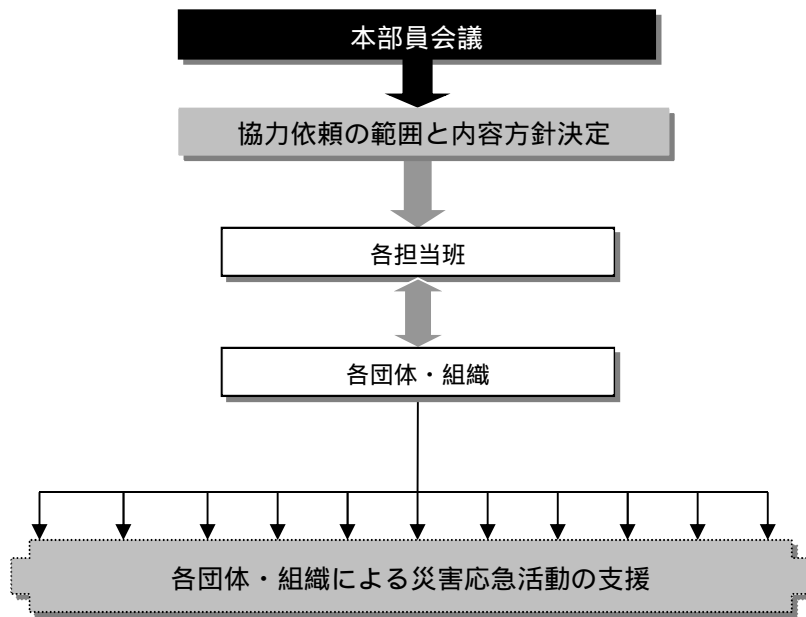 本部員会議
協力依頼の範囲と内容方針決定
各担当班
各団体・組織
各団体・組織による災害応急活動の支援